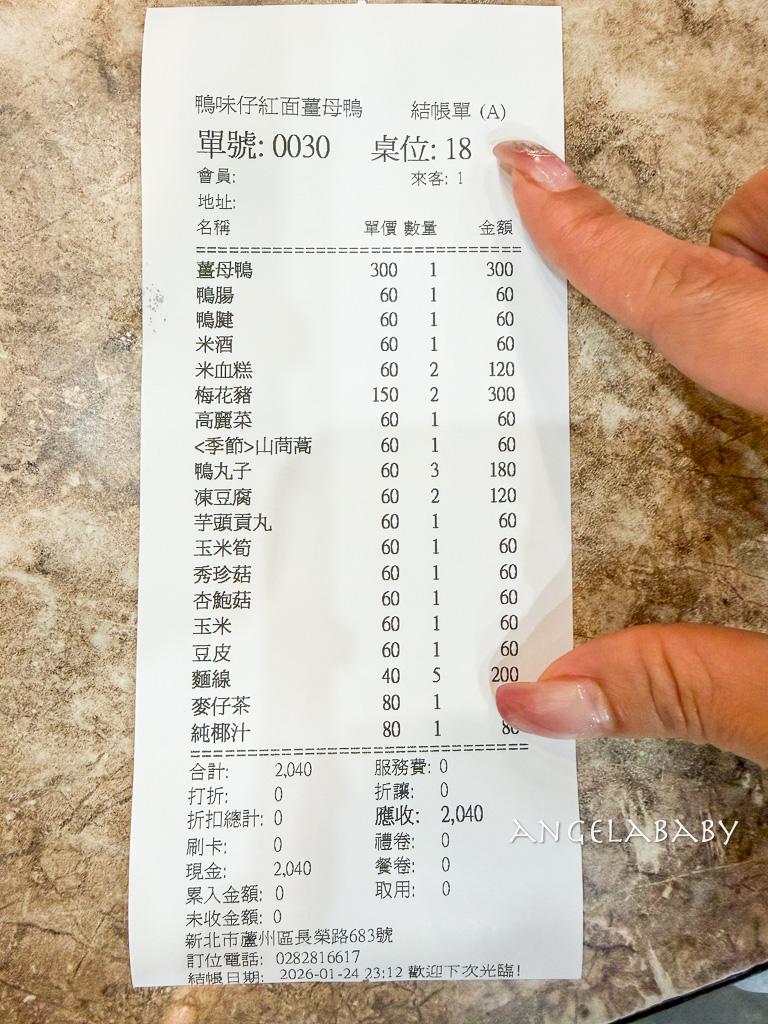 鴨味仔紅面薑母鴨 結帳單 (A)
單號: 0030 桌位: 18
會員: 來客: 1
地址:
名稱 單價 數量 金額
薑母鴨 300 1 300
鴨腸 60 1 60
鴨腱 60 1 60
米酒 60 1 60
米血糕 60 2 120
梅花豬 150 2 300
高麗菜 60 1 60
<季節>山茼蒿 60 1 60
鴨丸子 60 3 180
凍豆腐 60 2 120
芋頭貢丸 60 1 60
玉米筍 60 1 60
秀珍菇 60 1 60
杏鮑菇 60 1 60
玉米 60 1 60
豆皮 60 1 60
麵線 40 5 200
麥仔茶 80 1
純椰汁 80 1 80
合計: 2,040 服務費: 0
打折: 0 折讓: 0
折扣總計: 0 應收: 2,040
刷卡: 0 禮卷: 0
現金: 2,040 餐卷: 0
累入金額: 0 取用: 0
未收金額: 0
新北市蘆州區長榮路683號
訂位電話: 0282816617
結帳日期: 2026-01-24 23:12 歡迎下次光臨!
ANGELABABY